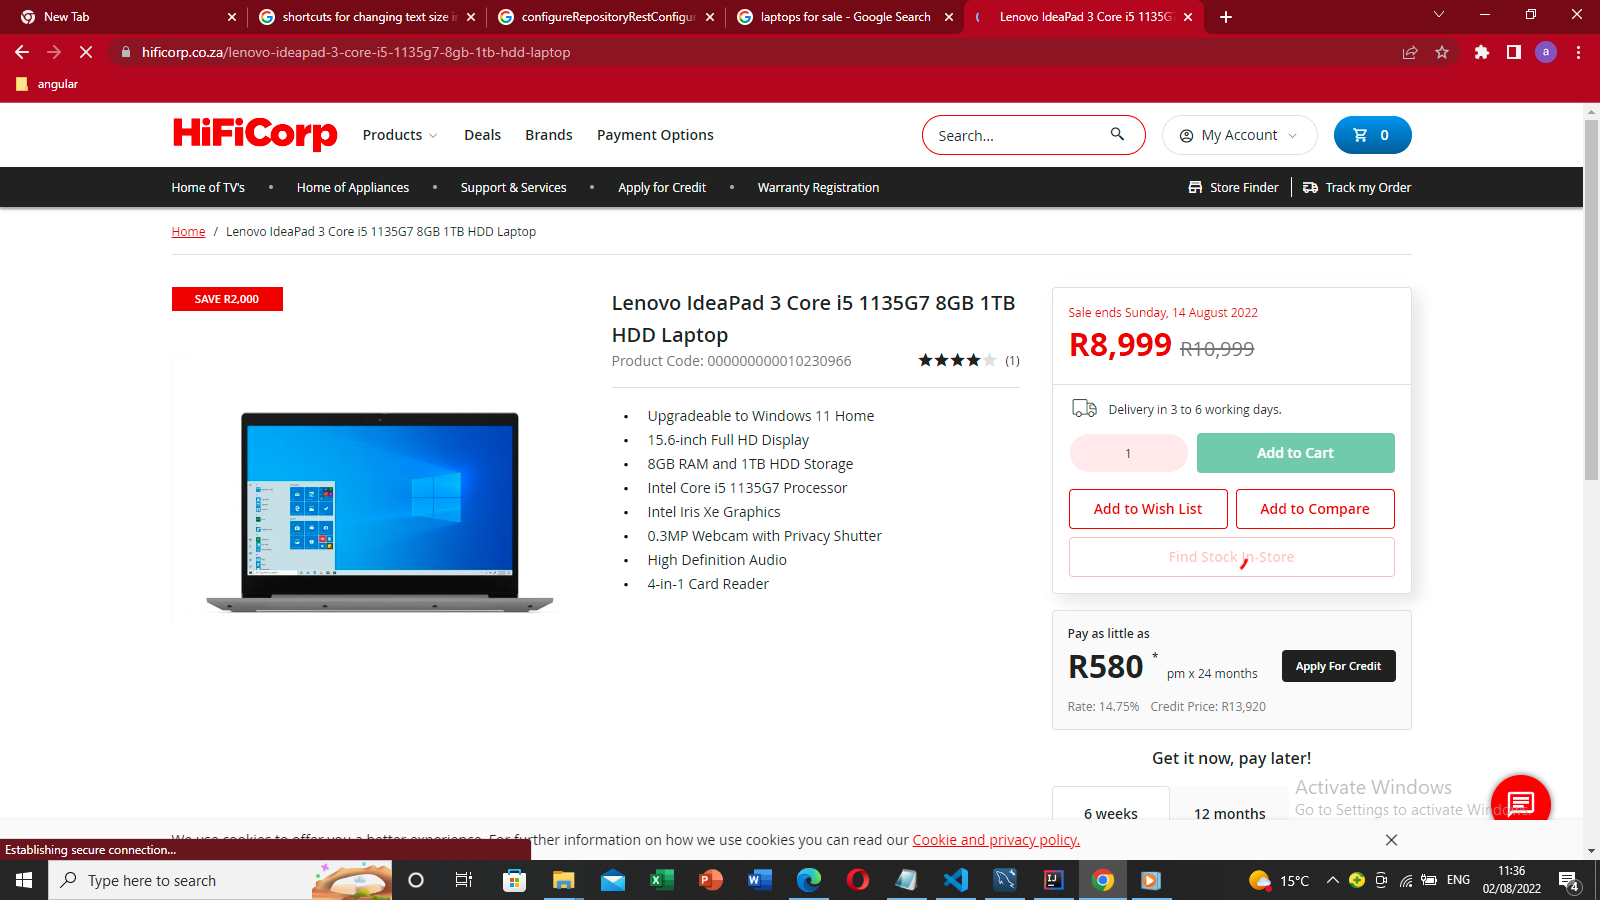 New Tab
shortcuts for changing text size in
configureRepositoryRestConfigur
laptops for sale - Google Search
Lenovo IdeaPad 3 Core i5 1135G7
hificorp.co.za/lenovo-ideapad-3-core-i5-1135g7-8gb-1tb-hdd-laptop
a
angular
HiFiCorp
Products
Deals
Brands
Payment Options
Search...
My Account
0
Home of TV's
Home of Appliances
Support & Services
Apply for Credit
Warranty Registration
Store Finder
Track my Order
Home / Lenovo IdeaPad 3 Core i5 1135G7 8GB 1TB HDD Laptop
SAVE R2,000
Lenovo IdeaPad 3 Core i5 1135G7 8GB 1TB
HDD Laptop
Product Code: 000000000010230966
(1)
• Upgradeable to Windows 11 Home
• 15.6-inch Full HD Display
• 8GB RAM and 1TB HDD Storage
• Intel Core i5 1135G7 Processor
• Intel Iris Xe Graphics
• 0.3MP Webcam with Privacy Shutter
• High Definition Audio
• 4-in-1 Card Reader
Sale ends Sunday, 14 August 2022
R8,999 R10,999
Delivery in 3 to 6 working days.
1
Add to Cart
Add to Wish List
Add to Compare
Find Stock In-Store
Pay as little as
R580 * pm x 24 months
Apply For Credit
Rate: 14.75% Credit Price: R13,920
Get it now, pay later!
6 weeks
12 months
Activate Windows
Go to Settings to activate Windows.
We use cookies to offer you a better experience. For further information on how we use cookies you can read our Cookie and privacy policy.
Establishing secure connection...
Type here to search
15°C
ENG
11:36
02/08/2022
4